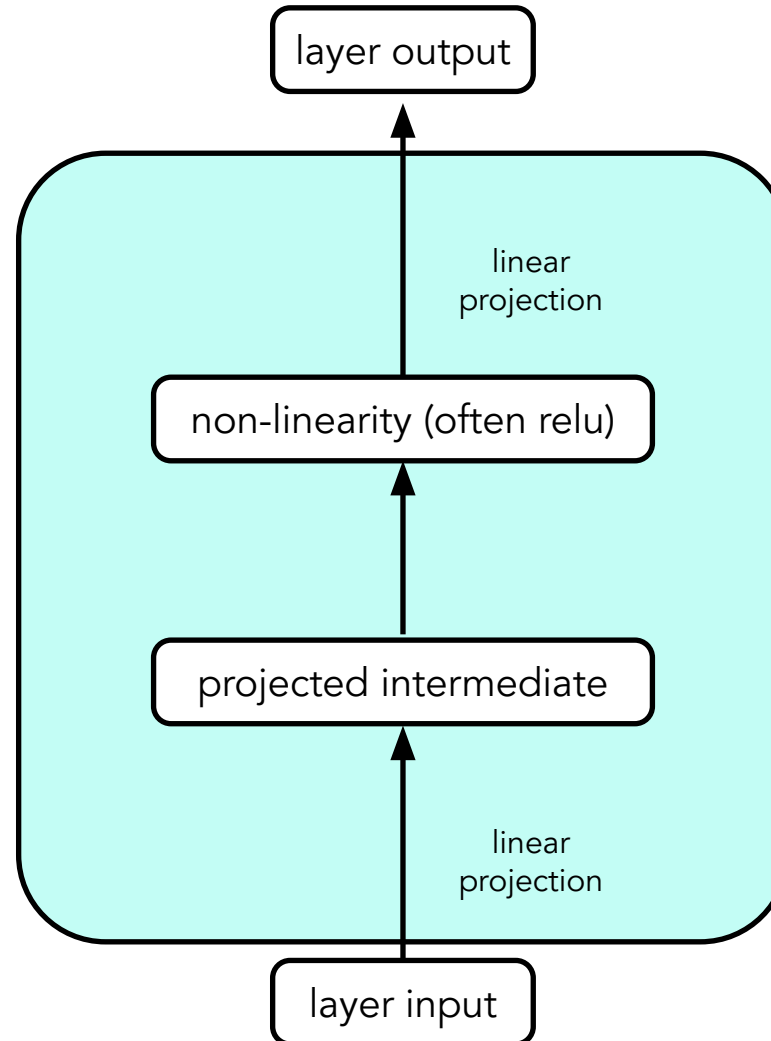 layer output
linear
projection
non-linearity (often relu)
projected intermediate
linear
projection
layer input